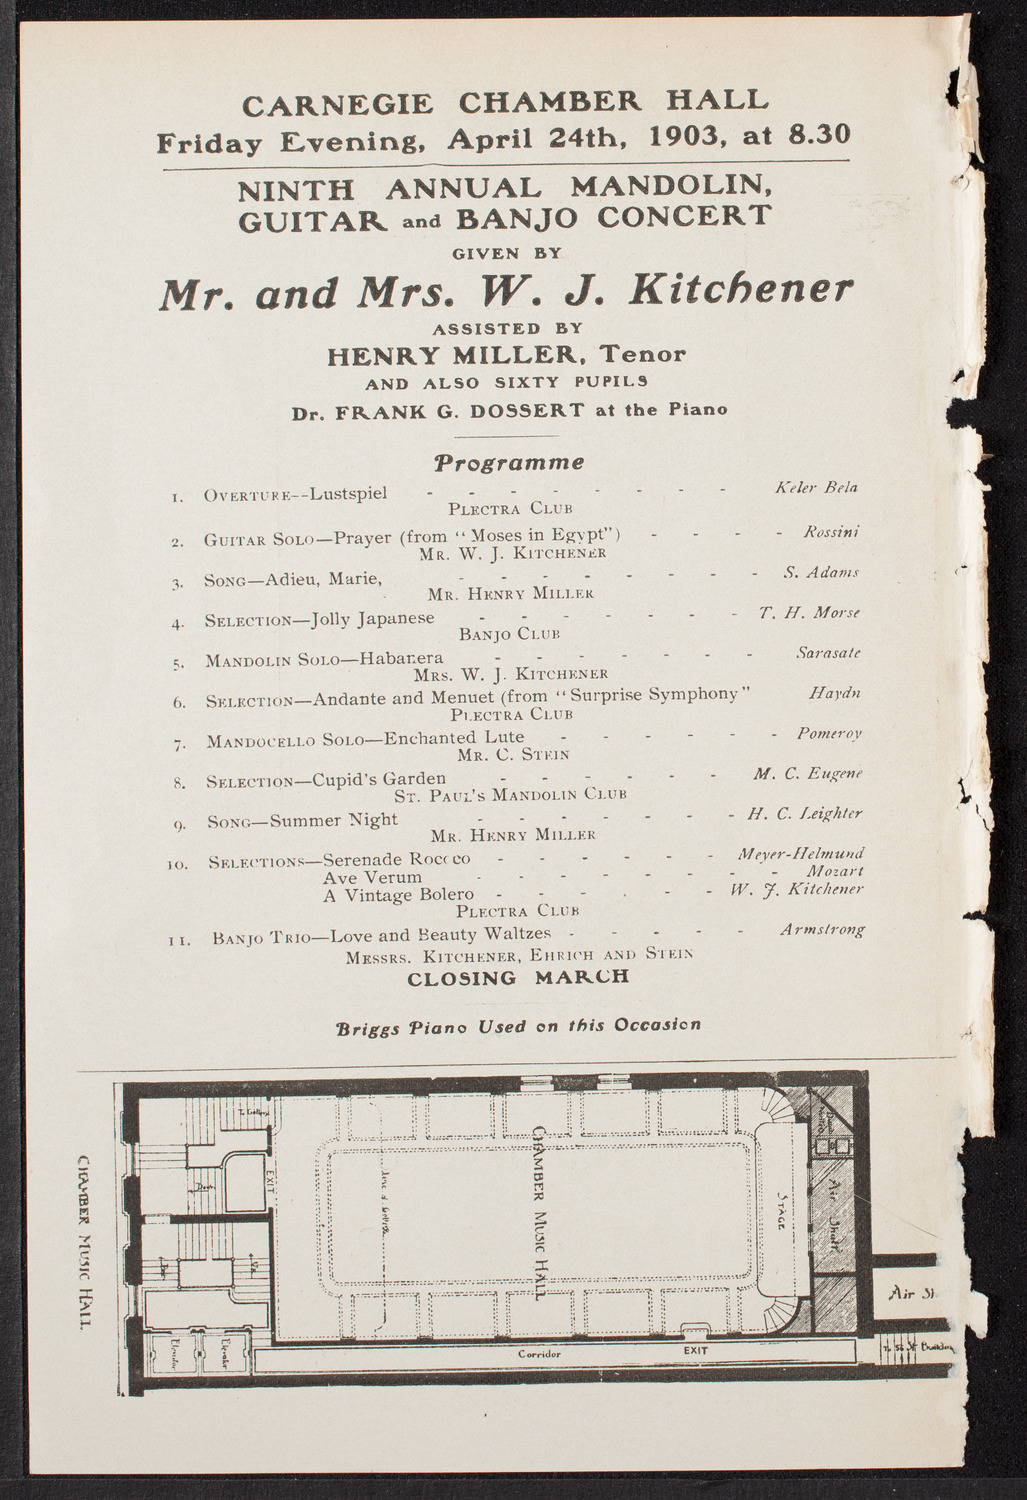 CARNEGIE CHAMBER HALL
Friday Evening, April 24th, 1903, at 8.30
NINTH ANNUAL MANDOLIN,
GUITAR and BANJO CONCERT
GIVEN BY
Mr. and Mrs. W. J. Kitchener
ASSISTED BY
HENRY MILLER, Tenor
AND ALSO SIXTY PUPILS
Dr. FRANK G. DOSSERT at the Piano
Programme
1. OVERTURE--Lustspiel - - - - - - - - Keler Bela
PLECTRA CLUB
2. GUITAR SOLO—Prayer (from “Moses in Egypt”) - - - - Rossini
MR. W. J. KITCHENER
3. SONG—Adieu, Marie, - - - - - - - - S. Adams
MR. HENRY MILLER
4. SELECTION—Jolly Japanese - - - - - - - T. H. Morse
BANJO CLUB
5. MANDOLIN SOLO—Habanera - - - - - - - Sarasate
MRS. W. J. KITCHENER
6. SELECTION—Andante and Menuet (from “Surprise Symphony” Haydn
PLECTRA CLUB
7. MANDOCELLO SOLO—Enchanted Lute - - - - - - Pomeroy
MR. C. STEIN
8. SELECTION—Cupid's Garden - - - - - - M. C. Eugene
ST. PAUL'S MANDOLIN CLUB
9. SONG—Summer Night - - - - - - - H. C. Leighter
MR. HENRY MILLER
10. SELECTIONS—Serenade Rococo - - - - - - Meyer-Helmund
Ave Verum - - - - - - - - Mozart
A Vintage Bolero - - - - - - W. J. Kitchener
PLECTRA CLUB
11. BANJO TRIO—Love and Beauty Waltzes - - - - - Armstrong
MESSRS. KITCHENER, EHRICH AND STEIN
CLOSING MARCH
Briggs Piano Used on this Occasion
CHAMBER MUSIC HALL.
To Gallery
EXIT
Down
Up
Elevator
Elevator
CHAMBER MUSIC HALL
STAGE
Air Shaft
Air Sh
Corridor
EXIT
To 56 St Building